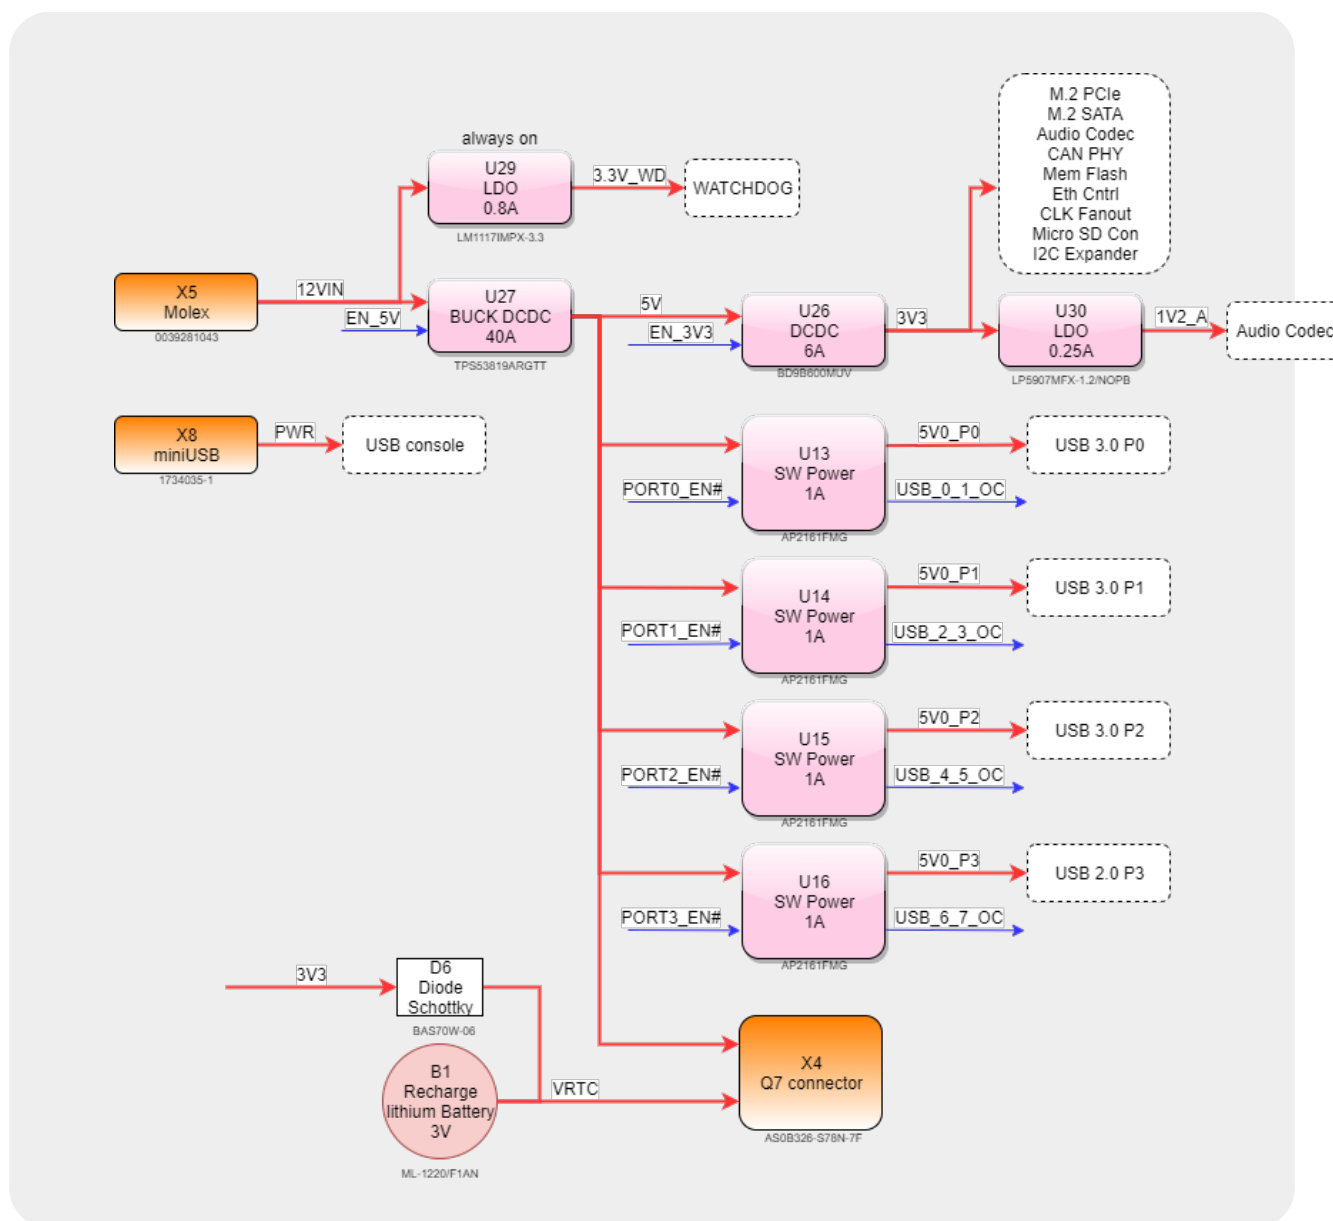 always on
U29
LDO
0.8A
LM1117IMPX-3.3
3.3V_WD
WATCHDOG
M.2 PCIe
M.2 SATA
Audio Codec
CAN PHY
Mem Flash
Eth Cntrl
CLK Fanout
Micro SD Con
I2C Expander
X5
Molex
0039281043
12VIN
EN_5V
U27
BUCK DCDC
40A
TPS53819ARGTT
5V
EN_3V3
U26
DCDC
6A
BD9B600MUV
3V3
U30
LDO
0.25A
LP5907MFX-1.2/NOPB
1V2_A
Audio Codec
X8
miniUSB
1734035-1
PWR
USB console
U13
SW Power
1A
AP2161FMG
PORT0_EN#
5V0_P0
USB_0_1_OC
USB 3.0 P0
U14
SW Power
1A
AP2161FMG
PORT1_EN#
5V0_P1
USB_2_3_OC
USB 3.0 P1
U15
SW Power
1A
AP2161FMG
PORT2_EN#
5V0_P2
USB_4_5_OC
USB 3.0 P2
U16
SW Power
1A
AP2161FMG
PORT3_EN#
5V0_P3
USB_6_7_OC
USB 2.0 P3
3V3
D6
Diode
Schottky
BAS70W-06
B1
Recharge
lithium Battery
3V
ML-1220/F1AN
VRTC
X4
Q7 connector
AS0B326-S78N-7F